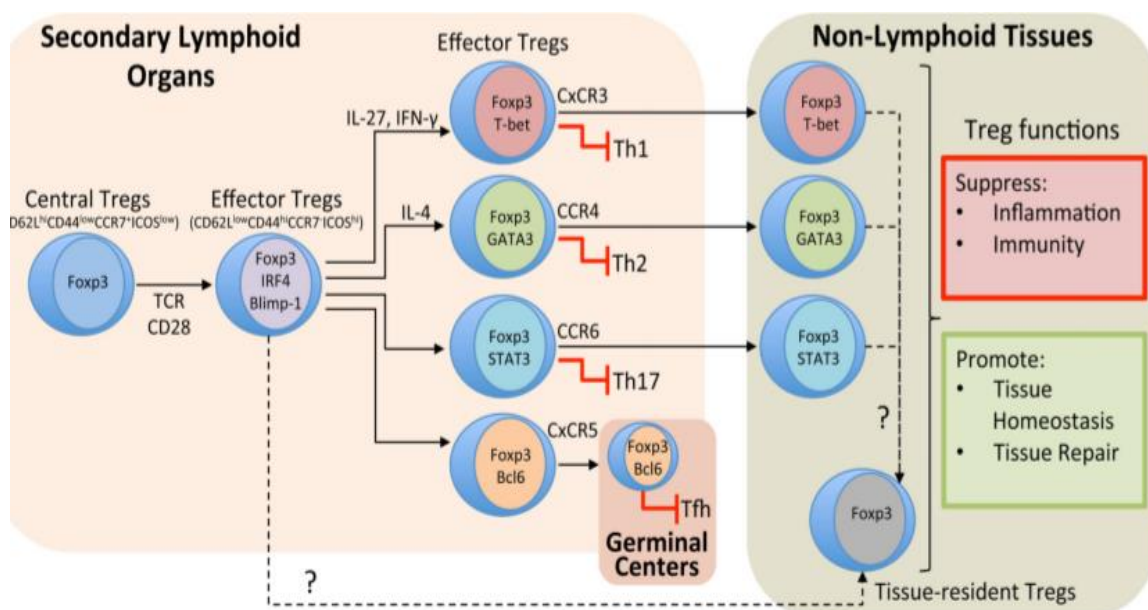 Secondary Lymphoid
Organs
Effector Tregs
Non-Lymphoid Tissues
Foxp3
T-bet
CxCR3
Th1
Foxp3
T-bet
IL-27, IFN-γ
Treg functions
Central Tregs
D62LhiCD44lowCCR7+ICOSlow)
Effector Tregs
(CD62LlowCD44hiCCR7-ICOShi)
IL-4
Foxp3
GATA3
CCR4
Th2
Foxp3
GATA3
Suppress:
• Inflammation
• Immunity
Foxp3
TCR
CD28
Foxp3
IRF4
Blimp-1
Foxp3
STAT3
CCR6
Th17
Foxp3
STAT3
Promote:
• Tissue
Homeostasis
• Tissue Repair
Foxp3
Bcl6
CxCR5
Foxp3
Bcl6
Tfh
Germinal
Centers
?
Foxp3
?
Tissue-resident Tregs